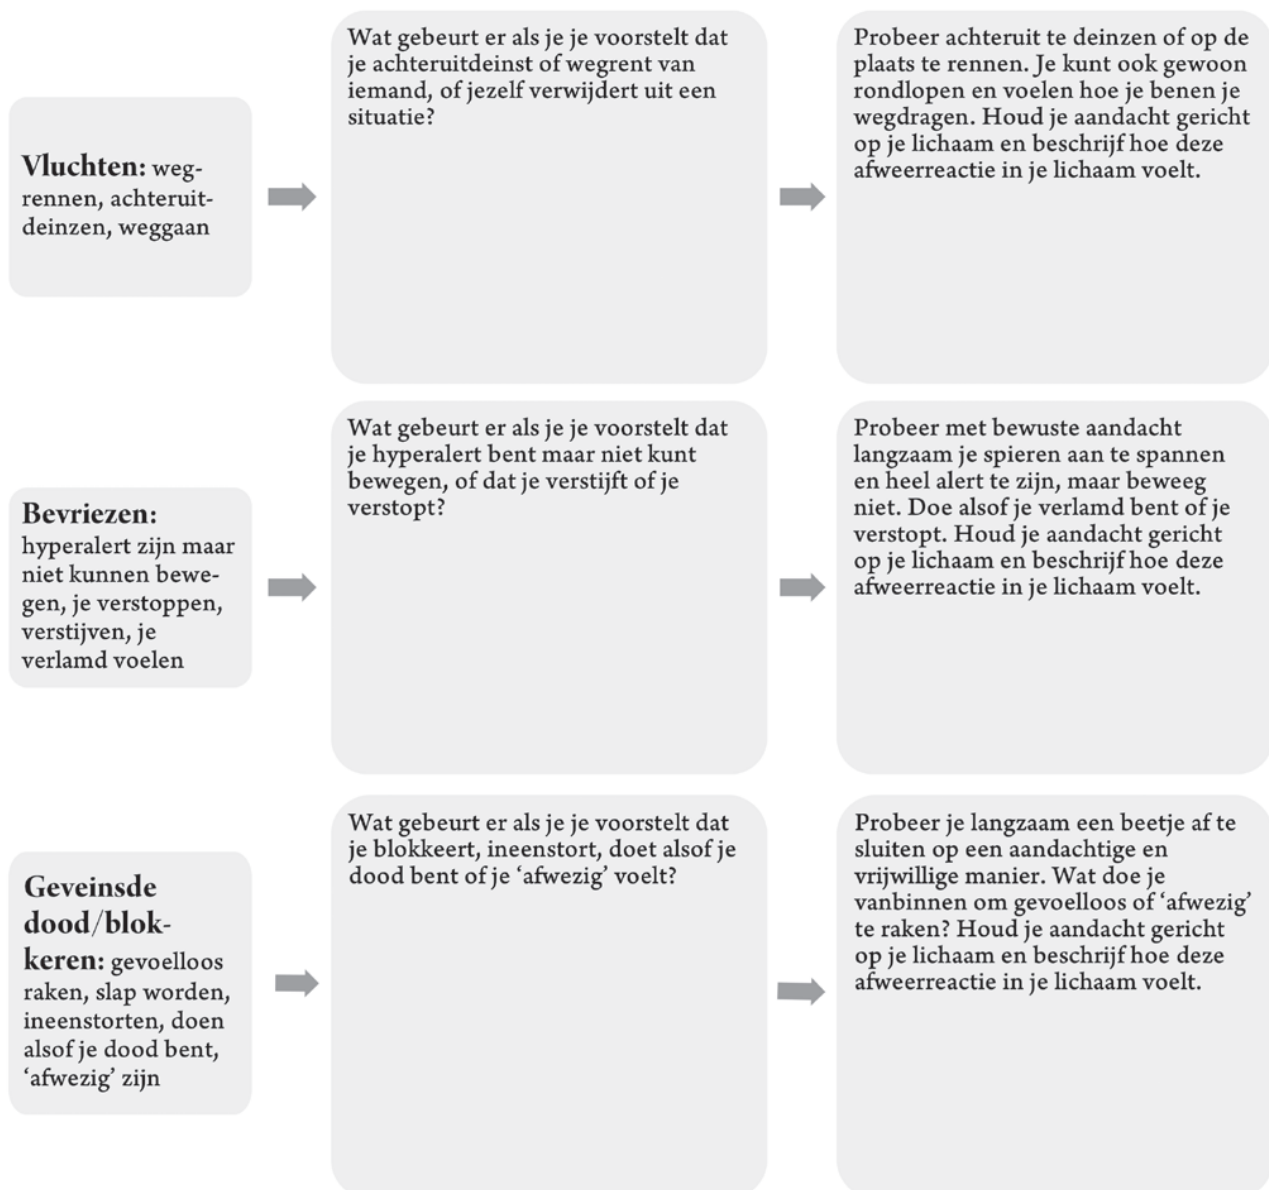 Vluchten: weg-
rennen, achteruit-
deinzen, weggaan
Wat gebeurt er als je je voorstelt dat
je achteruitdeinst of wegrent van
iemand, of jezelf verwijdert uit een
situatie?
Probeer achteruit te deinzen of op de
plaats te rennen. Je kunt ook gewoon
rondlopen en voelen hoe je benen je
wegdragen. Houd je aandacht gericht
op je lichaam en beschrijf hoe deze
afweerreactie in je lichaam voelt.
Bevriezen:
hyperalert zijn maar
niet kunnen bewe-
gen, je verstoppen,
verstijven, je
verlamd voelen
Wat gebeurt er als je je voorstelt dat
je hyperalert bent maar niet kunt
bewegen, of dat je verstijft of je
verstopt?
Probeer met bewuste aandacht
langzaam je spieren aan te spannen
en heel alert te zijn, maar beweeg
niet. Doe alsof je verlamd bent of je
verstopt. Houd je aandacht gericht
op je lichaam en beschrijf hoe deze
afweerreactie in je lichaam voelt.
Geveinsde
dood/blok-
keren: gevoelloos
raken, slap worden,
ineenstorten, doen
alsof je dood bent,
‘afwezig’ zijn
Wat gebeurt er als je je voorstelt dat
je blokkeert, ineenstort, doet alsof je
dood bent of je ‘afwezig’ voelt?
Probeer je langzaam een beetje af te
sluiten op een aandachtige en
vrijwillige manier. Wat doe je
vanbinnen om gevoelloos of ‘afwezig’
te raken? Houd je aandacht gericht
op je lichaam en beschrijf hoe deze
afweerreactie in je lichaam voelt.